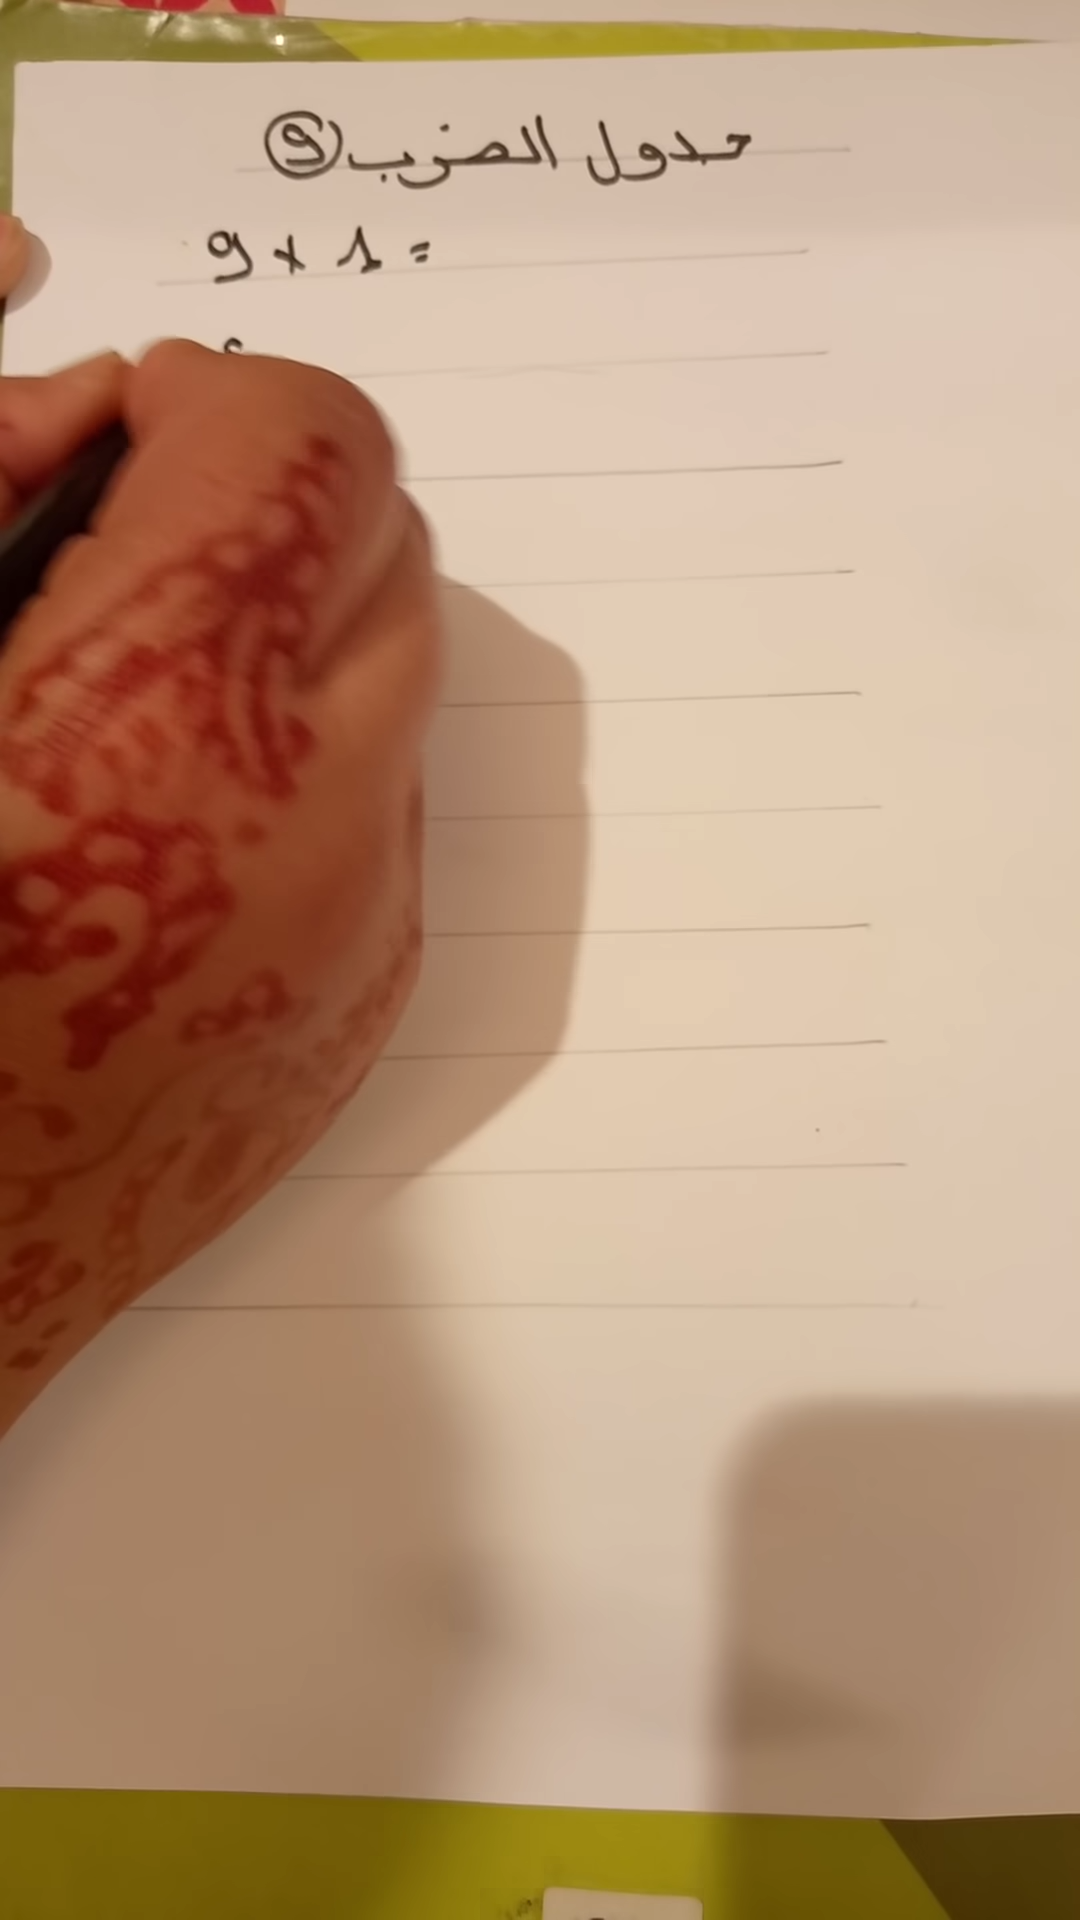 جدول الضرب 9
9 x 1 =